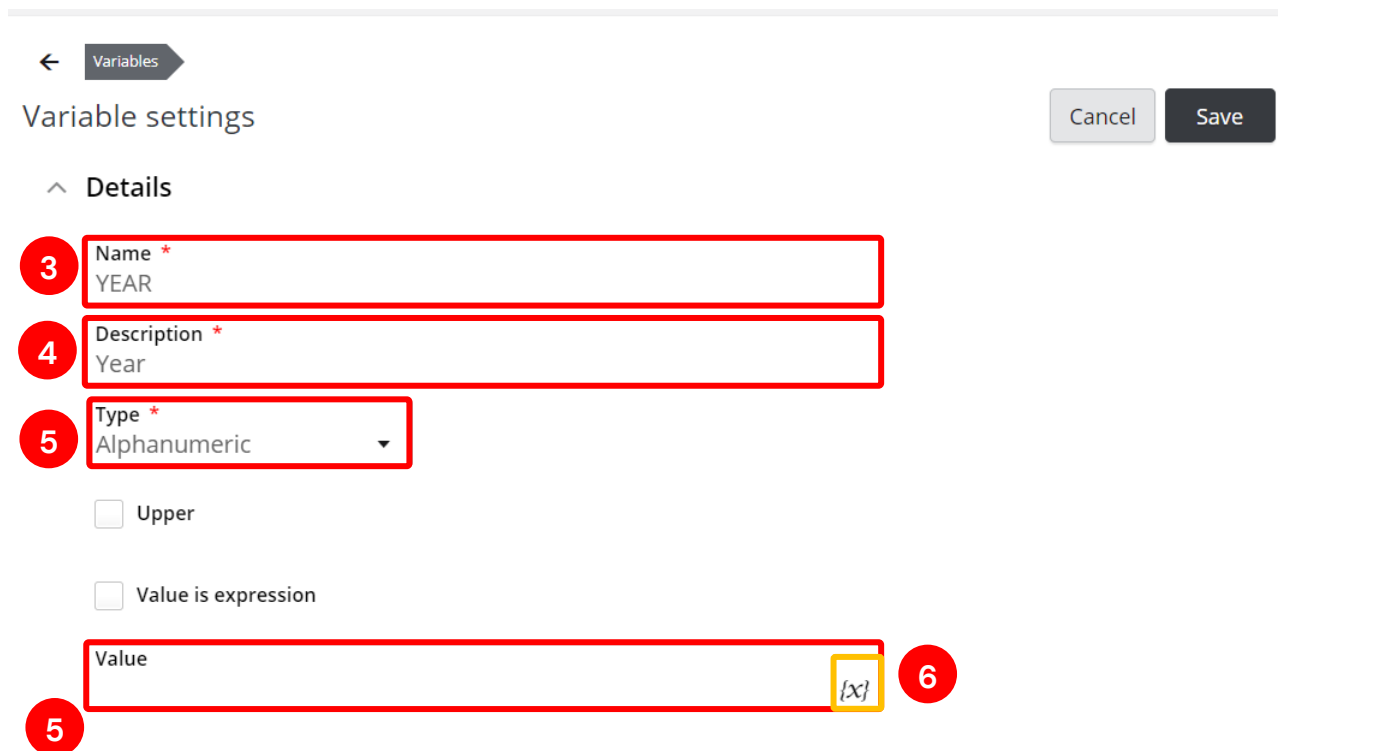 Variables
Variable settings
Cancel
Save
Details
3
Name *
YEAR
4
Description *
Year
5
Type *
Alphanumeric
Upper
Value is expression
Value
{x}
6
5